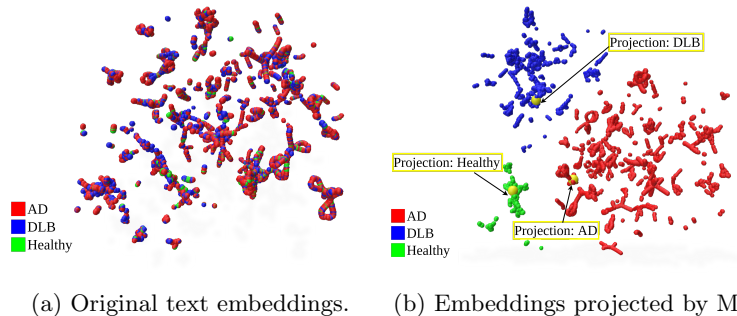 Projection: DLB
Projection: Healthy
Projection: AD
AD
DLB
Healthy
AD
DLB
Healthy
(a) Original text embeddings.
(b) Embeddings projected by M